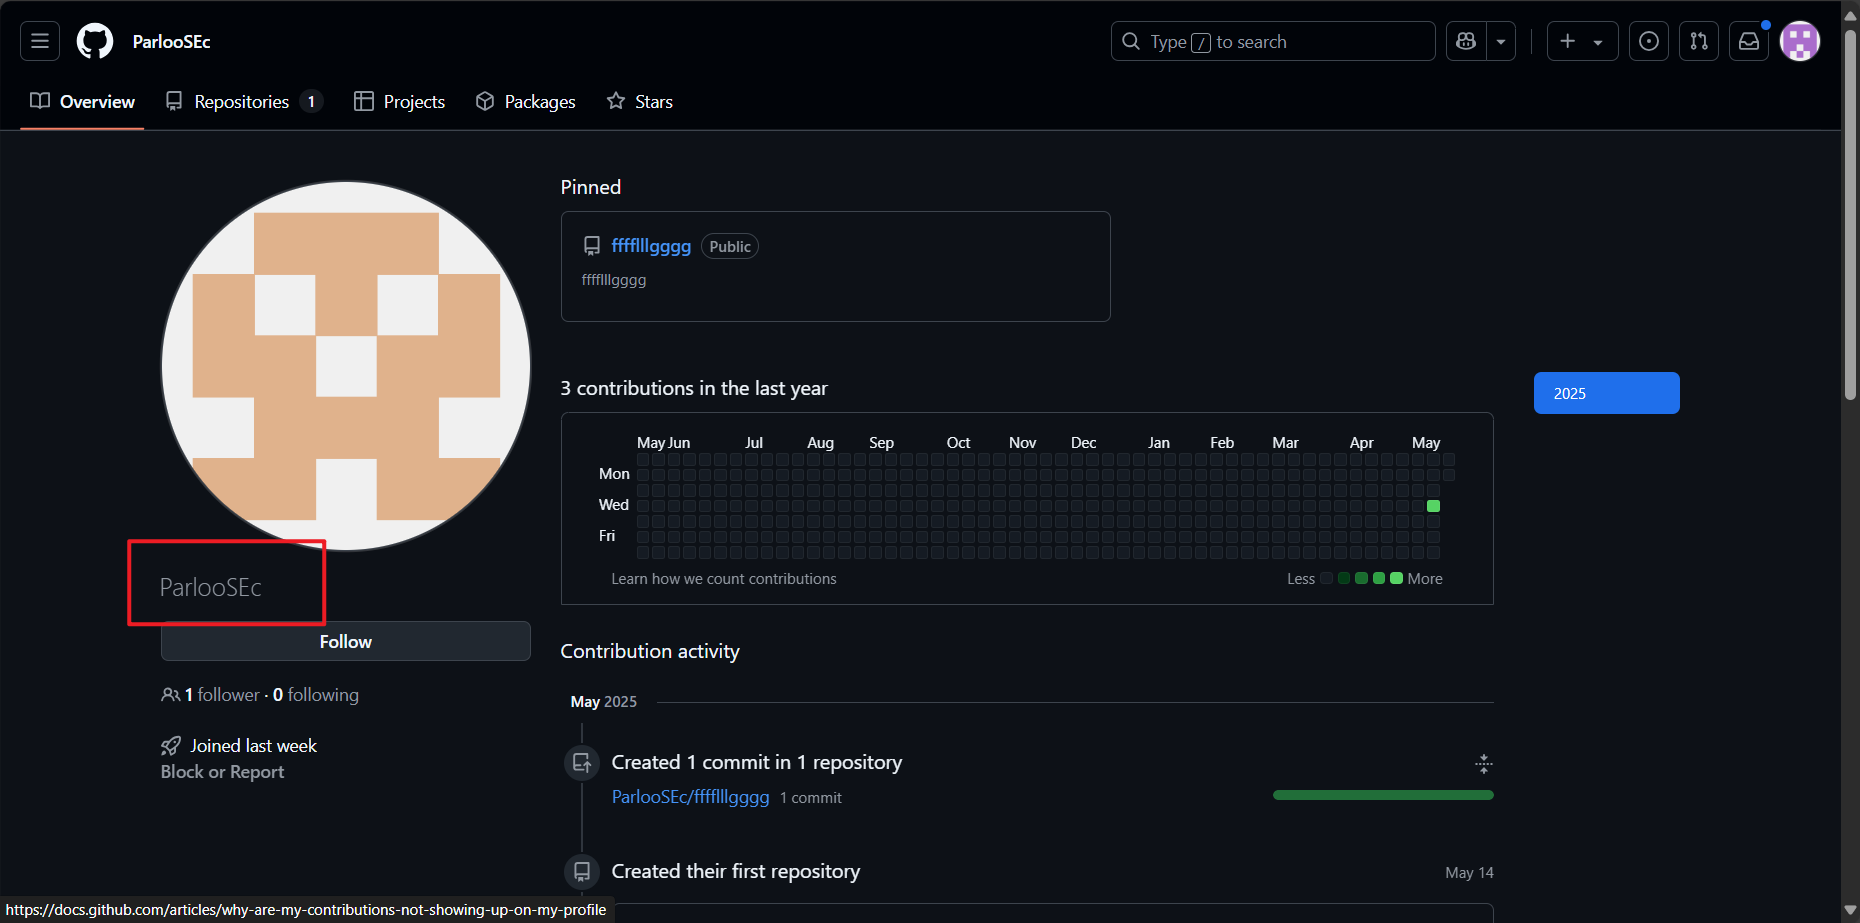 ParlooSEc
Type / to search
Overview
Repositories 1
Projects
Packages
Stars
Pinned
fffflllgggg Public
fffflllgggg
3 contributions in the last year
2025
May Jun Jul Aug Sep Oct Nov Dec Jan Feb Mar Apr May
Mon
Wed
Fri
Learn how we count contributions
Less More
ParlooSEc
Follow
1 follower · 0 following
Joined last week
Block or Report
Contribution activity
May 2025
Created 1 commit in 1 repository
ParlooSEc/fffflllgggg 1 commit
Created their first repository
May 14
https://docs.github.com/articles/why-are-my-contributions-not-showing-up-on-my-profile